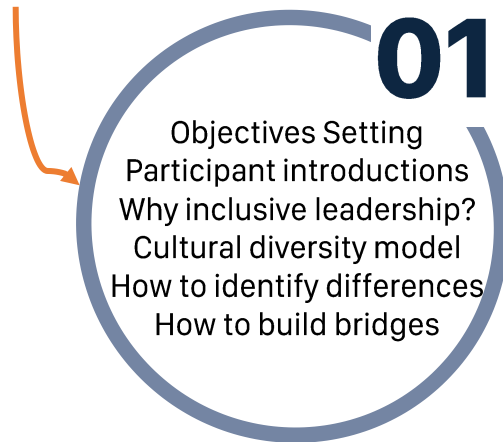 01
Objectives Setting
Participant introductions
Why inclusive leadership?
Cultural diversity model
How to identify differences
How to build bridges